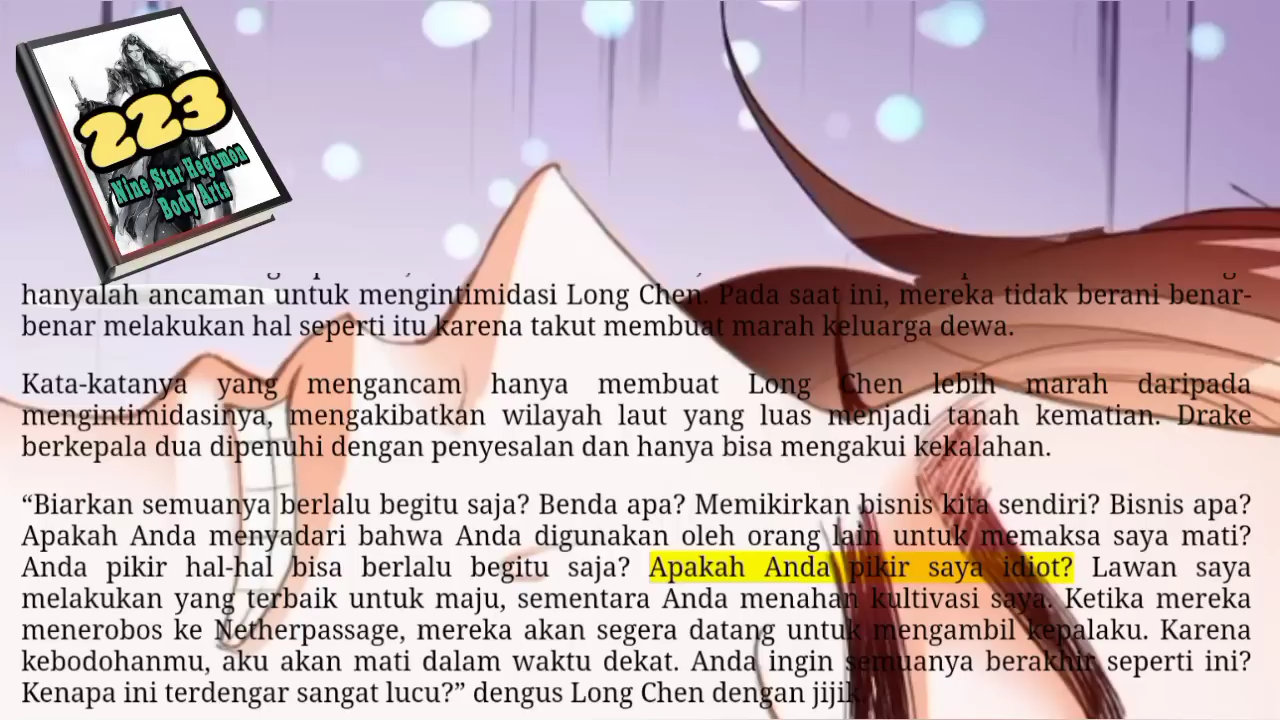 223
Nine Star Hegemon
Body Arts
hanyalah ancaman untuk mengintimidasi Long Chen. Pada saat ini, mereka tidak berani benar-
benar melakukan hal seperti itu karena takut membuat marah keluarga dewa.
Kata-katanya yang mengancam hanya membuat Long Chen lebih marah daripada
mengintimidasinya, mengakibatkan wilayah laut yang luas menjadi tanah kematian. Drake
berkepala dua dipenuhi dengan penyesalan dan hanya bisa mengakui kekalahan.
“Biarkan semuanya berlalu begitu saja? Benda apa? Memikirkan bisnis kita sendiri? Bisnis apa?
Apakah Anda menyadari bahwa Anda digunakan oleh orang lain untuk memaksa saya mati?
Anda pikir hal-hal bisa berlalu begitu saja? Apakah Anda pikir saya idiot? Lawan saya
melakukan yang terbaik untuk maju, sementara Anda menahan kultivasi saya. Ketika mereka
menerobos ke Netherpassage, mereka akan segera datang untuk mengambil kepalaku. Karena
kebodohanmu, aku akan mati dalam waktu dekat. Anda ingin semuanya berakhir seperti ini?
Kenapa ini terdengar sangat lucu?” dengus Long Chen dengan jijik.